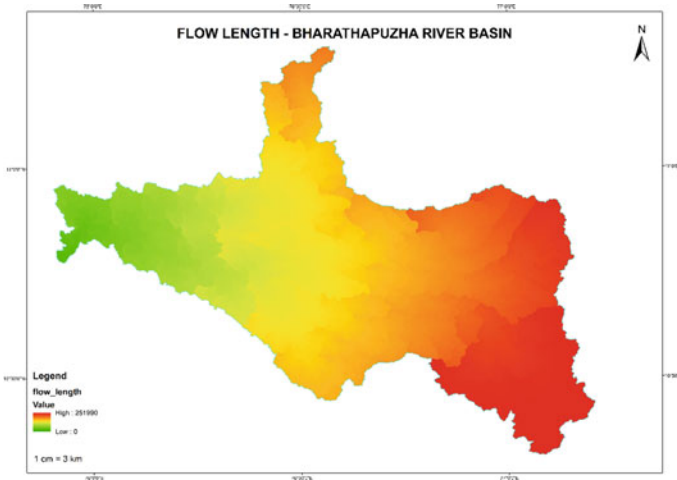 FLOW LENGTH - BHARATHAPUZHA RIVER BASIN
N
Legend
flow_length
Value
High : 251990
Low : 0
1 cm = 3 km